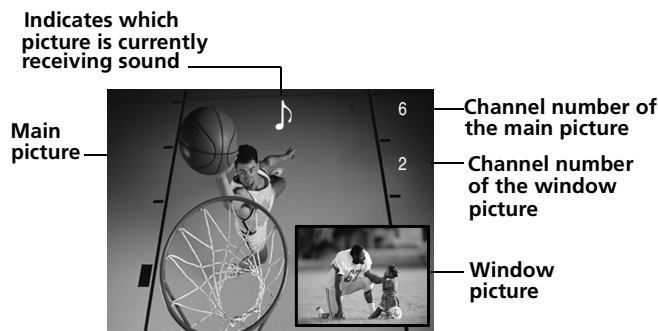 Indicates which
picture is currently
receiving sound
Main
picture
6
Channel number of
the main picture
2
Channel number
of the window
picture
Window
picture